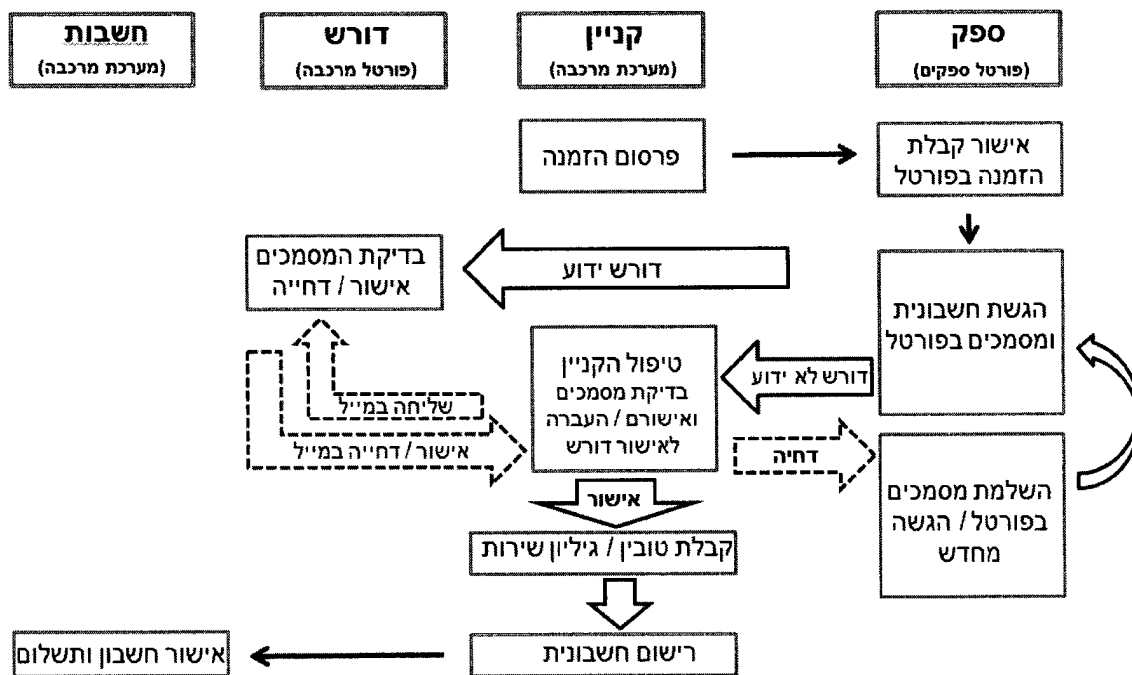 ספק
(פורטל ספקים)
קניין
(מערכת מרכבה)
דורש
(פורטל מרכבה)
חשבות
(מערכת מרכבה)
פרסום הזמנה
אישור קבלת
הזמנה בפורטל
דורש ידוע
בדיקת המסמכים
אישור / דחייה
הגשת חשבונית
ומסמכים בפורטל
דורש לא ידוע
טיפול הקניין
בדיקת מסמכים
ואישורם / העברה
לאישור דורש
שליחה במייל
אישור / דחייה במייל
דחיה
השלמת מסמכים
בפורטל / הגשה
מחדש
אישור
קבלת טובין / גיליון שירות
רישום חשבונית
אישור חשבון ותשלום